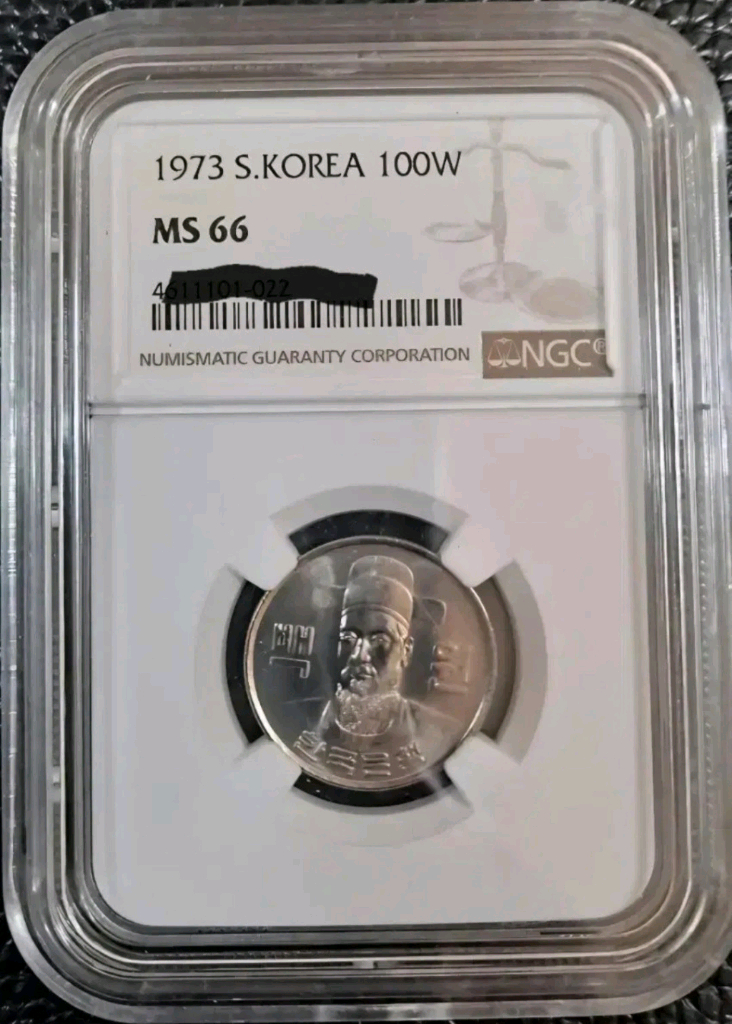 1973 S.KOREA 100W
MS 66
4611101-022
NUMISMATIC GUARANTY CORPORATION
NGC®
백 원
한국은행